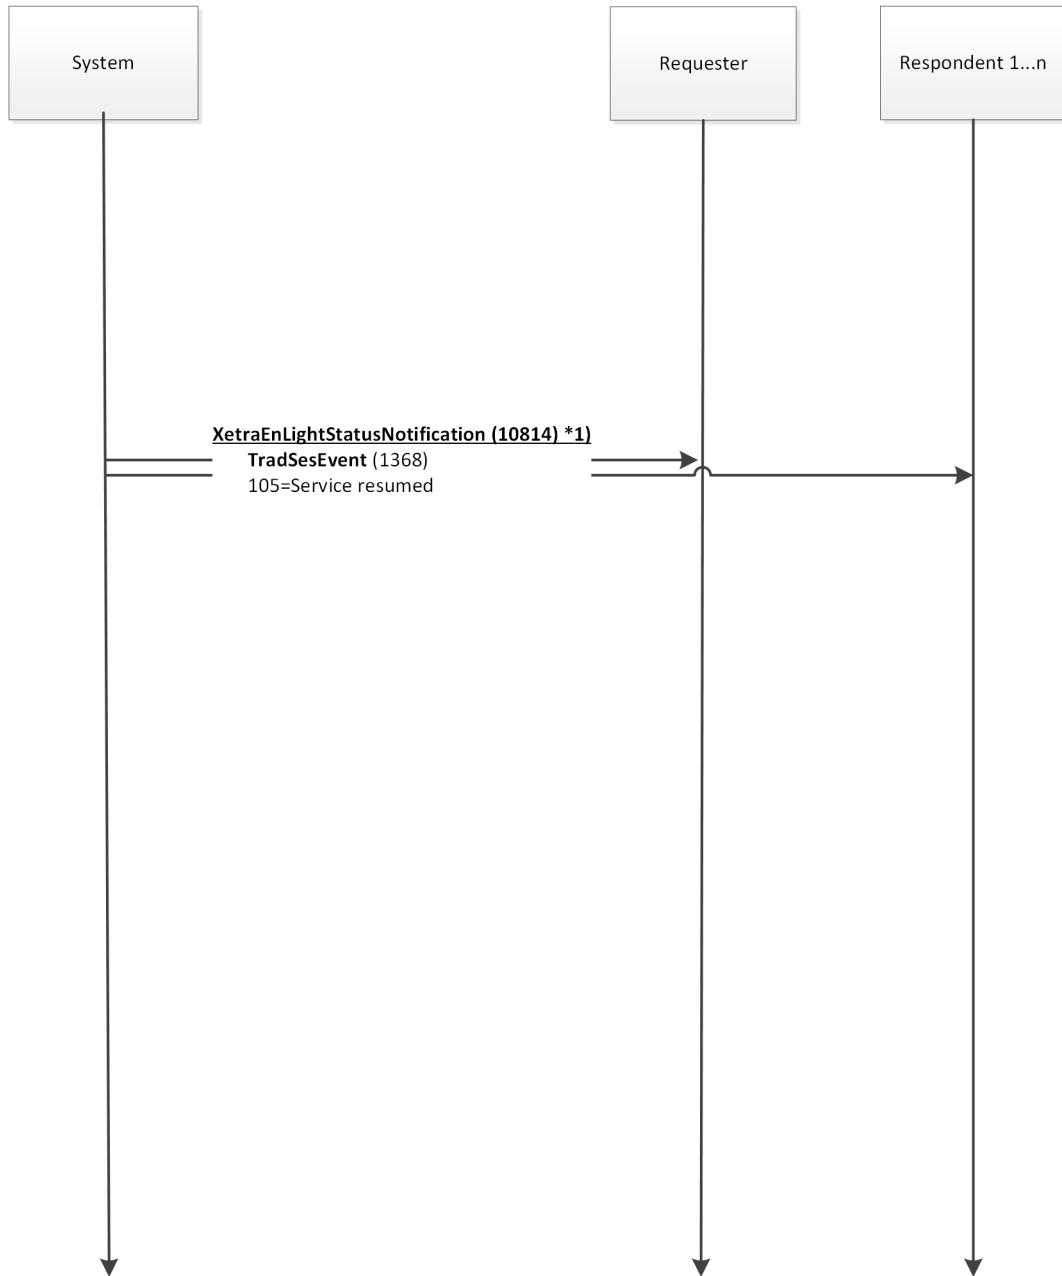 System
Requester
Respondent 1...n
XetraEnLightStatusNotification (10814) *1)
TradSesEvent (1368)
105=Service resumed